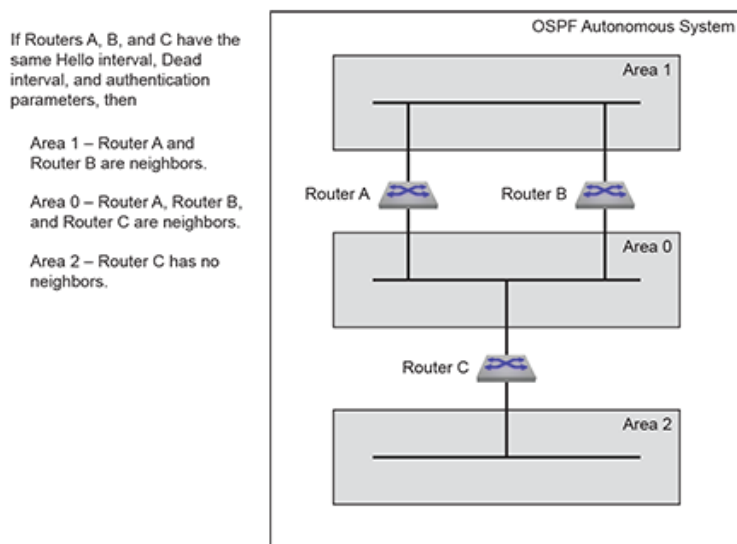 If Routers A, B, and C have the
same Hello interval, Dead
interval, and authentication
parameters, then
Area 1 – Router A and
Router B are neighbors.
Area 0 – Router A, Router B,
and Router C are neighbors.
Area 2 – Router C has no
neighbors.
OSPF Autonomous System
Area 1
Router A
Router B
Area 0
Router C
Area 2